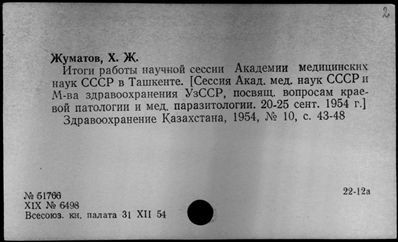 2
Жуматов, Х. Ж.
Итоги работы научной сессии Академии медицинских
наук СССР в Ташкенте. [Сессия Акад. мед. наук СССР и
М-ва здравоохранения УзССР, посвящ. вопросам крае-
вой патологии и мед. паразитологии. 20-25 сент. 1954 г.]
Здравоохранение Казахстана, 1954, № 10, с. 43-48
№ 51766
22-12а
XIX № 6498
Всесоюз. кн. палата 31 XII 54